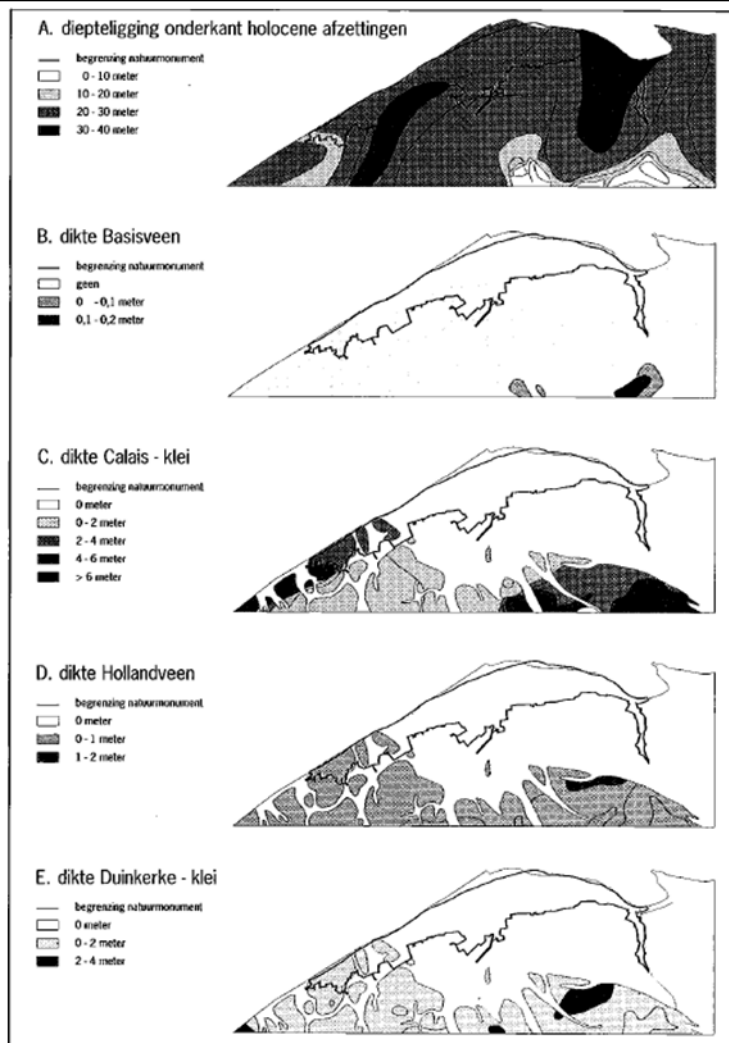 A. diepteligging onderkant holocene afzettingen
begrenzing natuurmonument
0 - 10 meter
10 - 20 meter
20 - 30 meter
30 - 40 meter
B. dikte Basisveen
begrenzing natuurmonument
geen
0 - 0,1 meter
0,1 - 0,2 meter
C. dikte Calais - klei
begrenzing natuurmonument
0 meter
0 - 2 meter
2 - 4 meter
4 - 6 meter
> 6 meter
D. dikte Hollandveen
begrenzing natuurmonument
0 meter
0 - 1 meter
1 - 2 meter
E. dikte Duinkerke - klei
begrenzing natuurmonument
0 meter
0 - 2 meter
2 - 4 meter